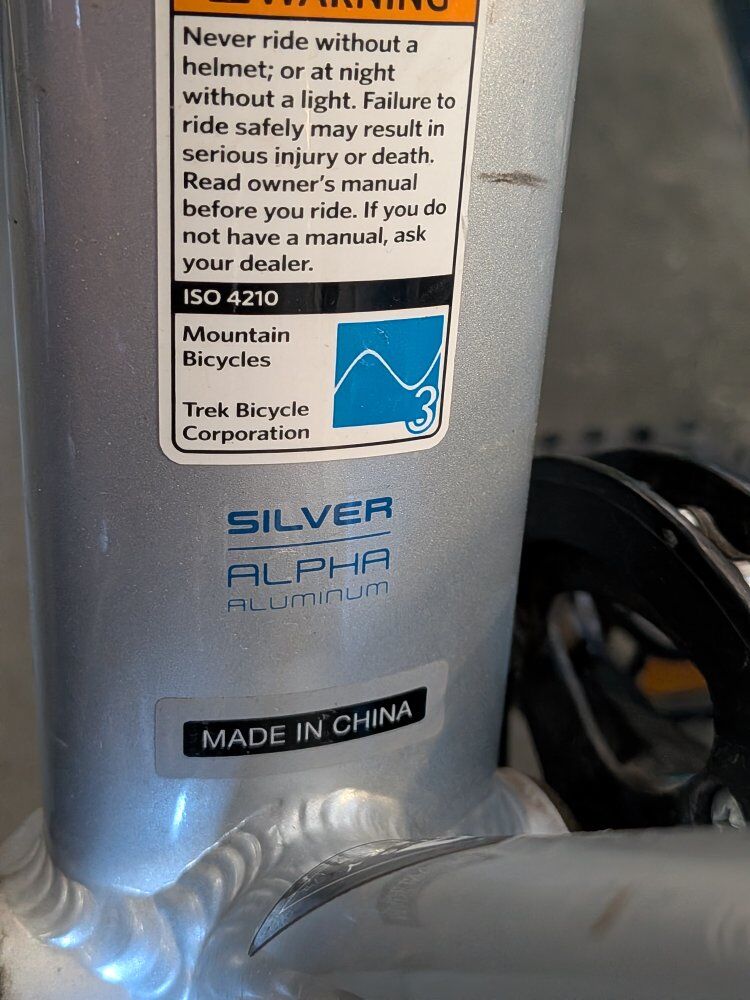 WARNING
Never ride without a
helmet; or at night
without a light. Failure to
ride safely may result in
serious injury or death.
Read owner's manual
before you ride. If you do
not have a manual, ask
your dealer.
ISO 4210
Mountain
Bicycles
3
Trek Bicycle
Corporation
SILVER
ALPHA
ALUMINUM
MADE IN CHINA